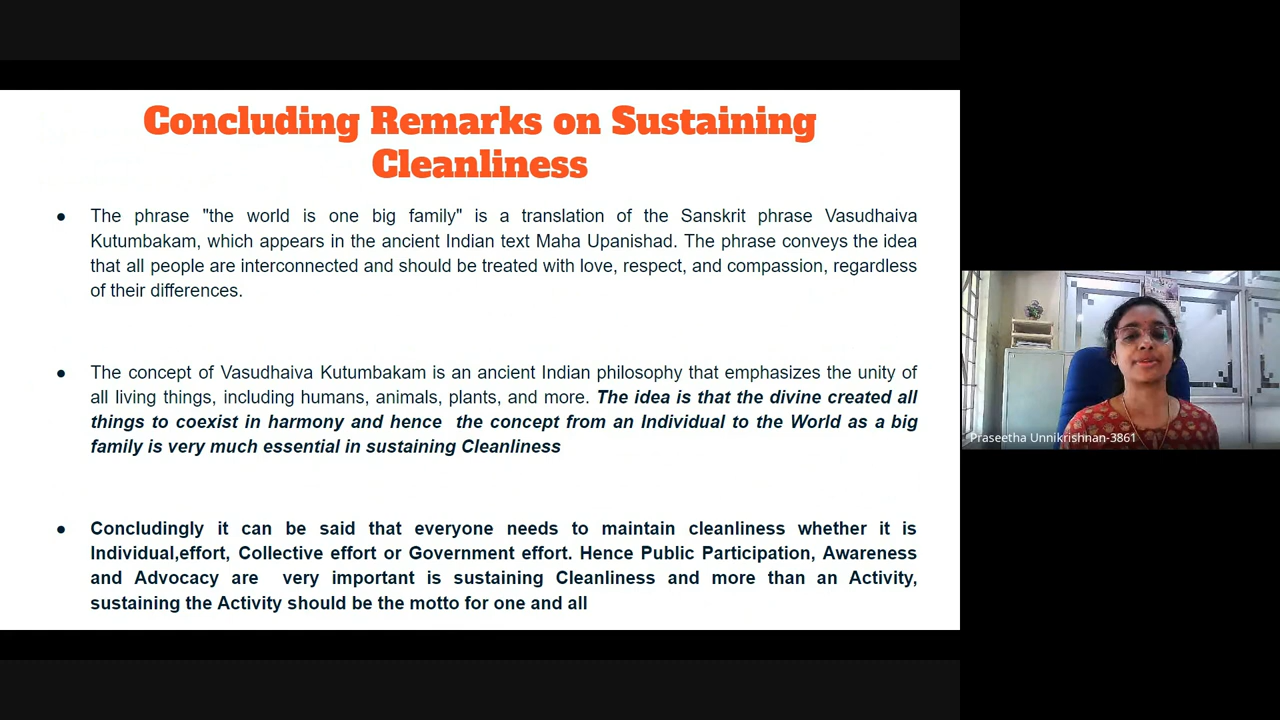 Concluding Remarks on Sustaining
Cleanliness
● The phrase "the world is one big family" is a translation of the Sanskrit phrase Vasudhaiva
Kutumbakam, which appears in the ancient Indian text Maha Upanishad. The phrase conveys the idea
that all people are interconnected and should be treated with love, respect, and compassion, regardless
of their differences.
● The concept of Vasudhaiva Kutumbakam is an ancient Indian philosophy that emphasizes the unity of
all living things, including humans, animals, plants, and more. The idea is that the divine created all
things to coexist in harmony and hence the concept from an Individual to the World as a big
family is very much essential in sustaining Cleanliness
● Concludingly it can be said that everyone needs to maintain cleanliness whether it is
Individual,effort, Collective effort or Government effort. Hence Public Participation, Awareness
and Advocacy are very important is sustaining Cleanliness and more than an Activity,
sustaining the Activity should be the motto for one and all
Praseetha Unnikrishnan-3861